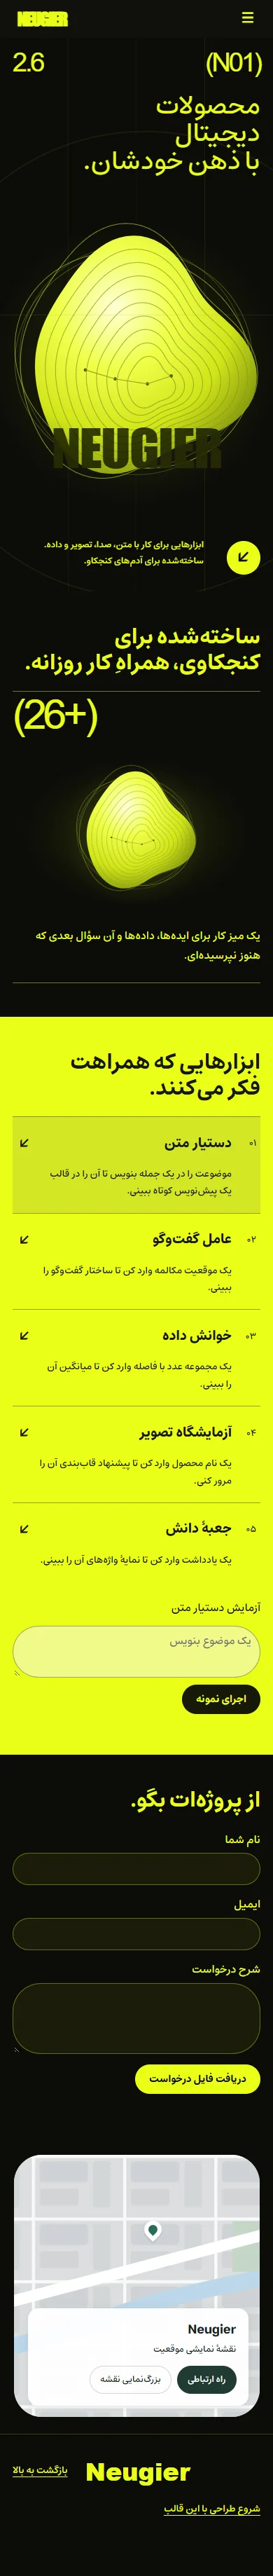 NEUGIER
2.6 (N01)
محصولات
دیجیتال
با ذهن خودشان.
NEUGIER
ابزارهایی برای کار با متن، صدا، تصویر و داده.
ساخته‌شده برای آدم‌های کنجکاو.
ساخته‌شده برای
کنجکاوی، همراهِ کار روزانه.
(26+)
یک میز کار برای ایده‌ها، داده‌ها و آن سؤال بعدی که
هنوز نپرسیده‌ای.
ابزارهایی که همراهت
فکر می‌کنند.
۰۱ دستیار متن
موضوعت را در یک جمله بنویس تا آن را در قالب
یک پیش‌نویس کوتاه ببینی.
۰۲ عامل گفت‌وگو
یک موقعیت مکالمه وارد کن تا ساختار گفت‌وگو را
ببینی.
۰۳ خوانش داده
یک مجموعه عدد با فاصله وارد کن تا میانگین آن
را ببینی.
۰۴ آزمایشگاه تصویر
یک نام محصول وارد کن تا پیشنهاد قاب‌بندی آن را
مرور کنی.
۰۵ جعبهٔ دانش
یک یادداشت وارد کن تا نمایهٔ واژه‌های آن را ببینی.
آزمایش دستیار متن
یک موضوع بنویس
اجرای نمونه
از پروژه‌ات بگو.
نام شما
ایمیل
شرح درخواست
دریافت فایل درخواست
Neugier
نقشهٔ نمایشی موقعیت
راه ارتباطی
بزرگ‌نمایی نقشه
Neugier
بازگشت به بالا
شروع طراحی با این قالب